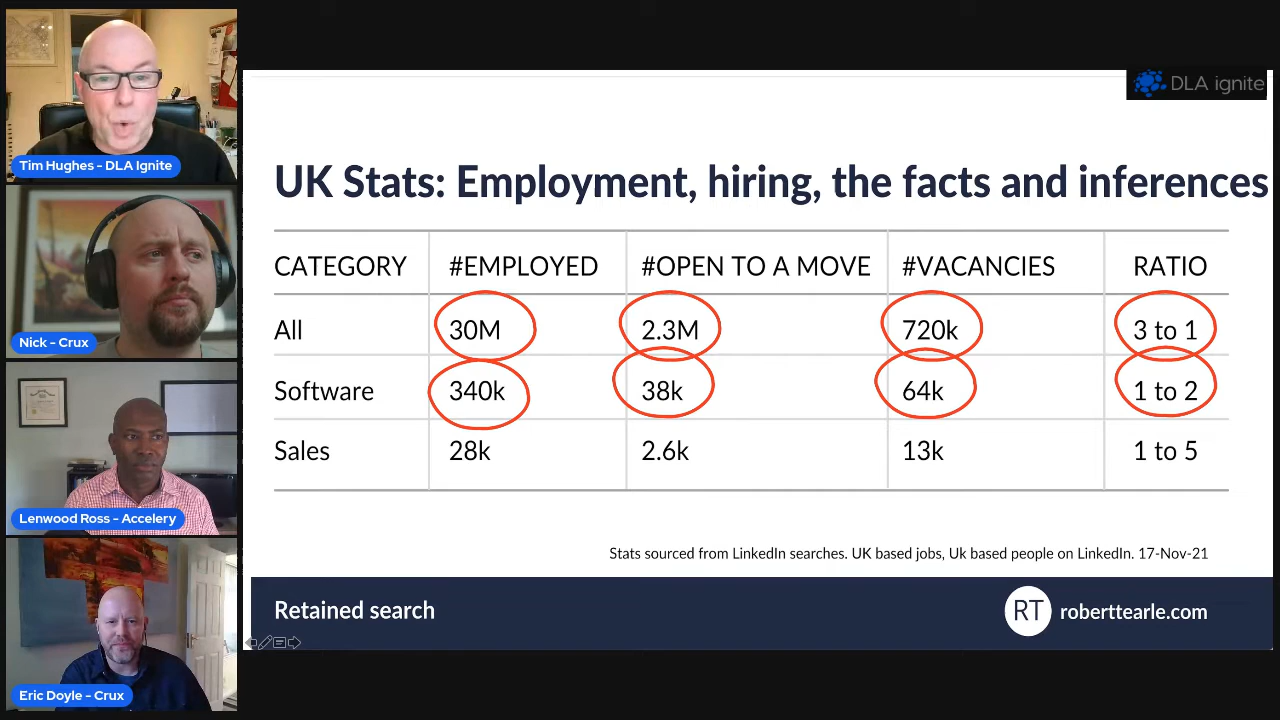 Tim Hughes - DLA Ignite
Nick - Crux
Lenwood Ross - Accelery
Eric Doyle - Crux
DLA ignite
UK Stats: Employment, hiring, the facts and inferences
CATEGORY #EMPLOYED #OPEN TO A MOVE #VACANCIES RATIO
All 30M 2.3M 720k 3 to 1
Software 340k 38k 64k 1 to 2
Sales 28k 2.6k 13k 1 to 5
Stats sourced from LinkedIn searches. UK based jobs, Uk based people on LinkedIn. 17-Nov-21
Retained search
RT roberttearle.com